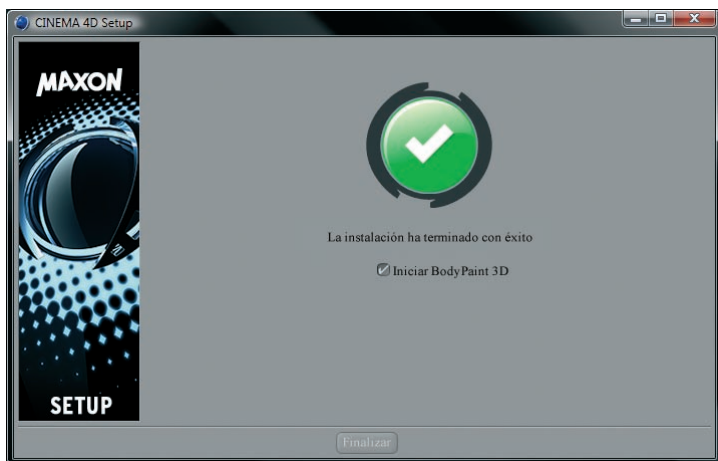 CINEMA 4D Setup
MAXON
La instalación ha terminado con éxito
Iniciar BodyPaint 3D
SETUP
Finalizar